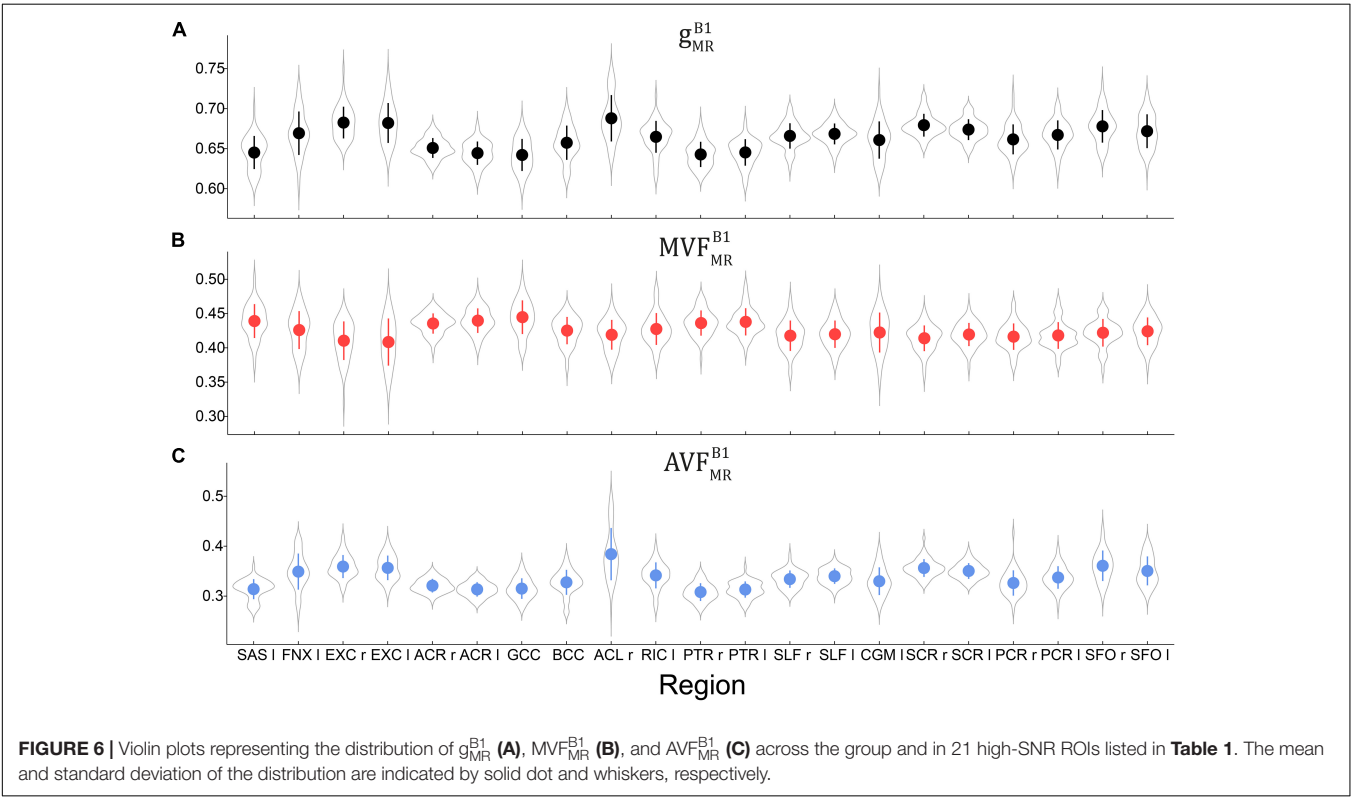 A
g_MR^B1
0.75
0.70
0.65
0.60
B
MVF_MR^B1
0.50
0.45
0.40
0.35
0.30
C
AVF_MR^B1
0.5
0.4
0.3
SAS l FNX l EXC r EXC l ACR r ACR l GCC BCC ACL r RIC l PTR r PTR l SLF r SLF l CGM l SCR r SCR l PCR r PCR l SFO r SFO l
Region
FIGURE 6 | Violin plots representing the distribution of g_MR^B1 (A), MVF_MR^B1 (B), and AVF_MR^B1 (C) across the group and in 21 high-SNR ROIs listed in Table 1. The mean
and standard deviation of the distribution are indicated by solid dot and whiskers, respectively.